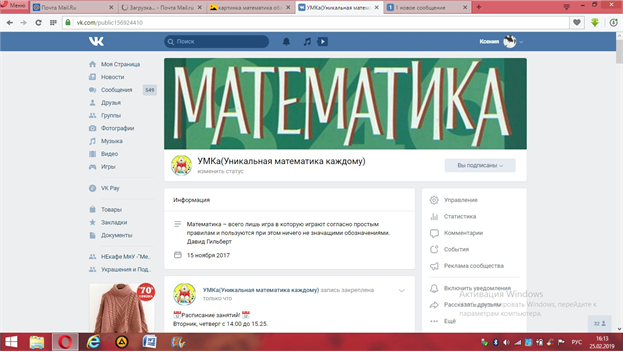 Меню
Почта Mail.Ru
Загрузка... - Почта Mail.ru
картинка математика об
УМКа(Уникальная матем
1 новое сообщение
vk.com/public156924410
Поиск
Ксения
Моя Страница
Новости
Сообщения 549
Друзья
Группы
Фотографии
Музыка
Видео
Игры
VK Pay
Товары
Закладки
Документы
НЕкафе МкУ -"Ме...
Украшения и Под...
70%
МАТЕМАТИКА
УМКа(Уникальная математика каждому)
изменить статус
Вы подписаны
Информация
Математика – всего лишь игра в которую играют согласно простым
правилам и пользуются при этом ничего не значащими обозначениями.
Давид Гильберт
15 ноября 2017
УМКа(Уникальная математика каждому) запись закреплена
только что
Расписание занятий!
Вторник, четверг с 14.00 до 15.25.
Управление
Статистика
Комментарии
События
Реклама сообщества
Включить уведомления
Рассказать друзьям
Ещё
Активация Windows
Чтобы активировать Windows, перейдите к
параметрам компьютера.
РУС
16:13
25.02.2019